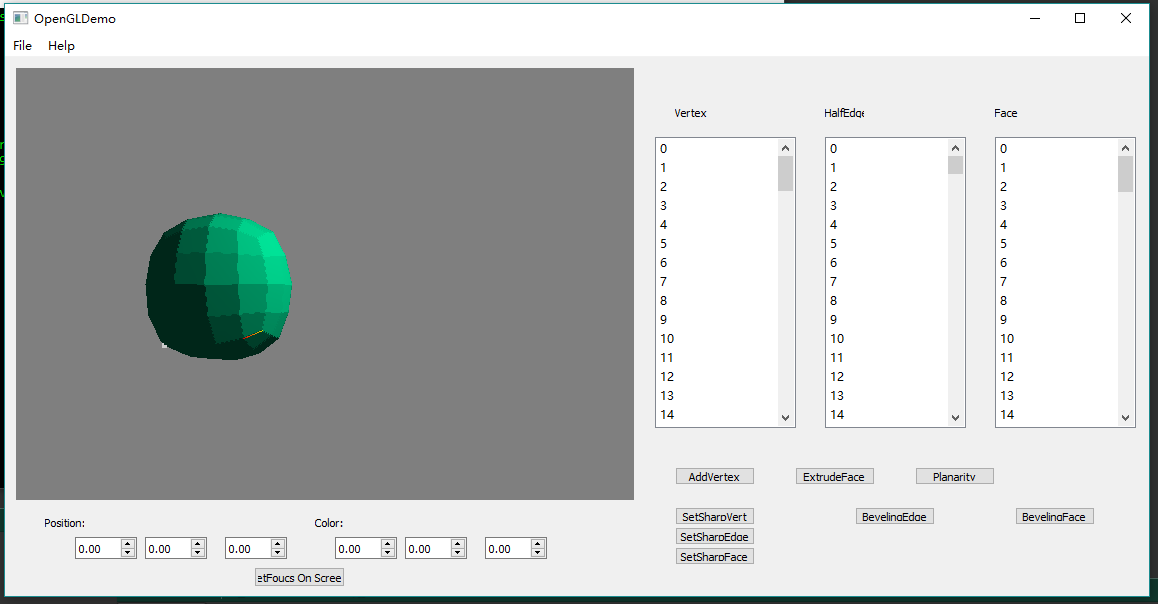 OpenGLDemo
File Help
Vertex HalfEdge Face
0 0 0
1 1 1
2 2 2
3 3 3
4 4 4
5 5 5
6 6 6
7 7 7
8 8 8
9 9 9
10 10 10
11 11 11
12 12 12
13 13 13
14 14 14
AddVertex ExtrudeFace Planarity
SetSharpVert BevelingEdge BevelingFace
SetSharpEdge
SetSharpFace
Position: Color:
0.00 0.00 0.00 0.00 0.00 0.00
etFoucs On Scree